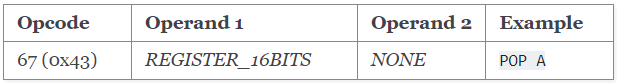 Opcode Operand 1 Operand 2 Example
67 (0x43) REGISTER_16BITS NONE POP A